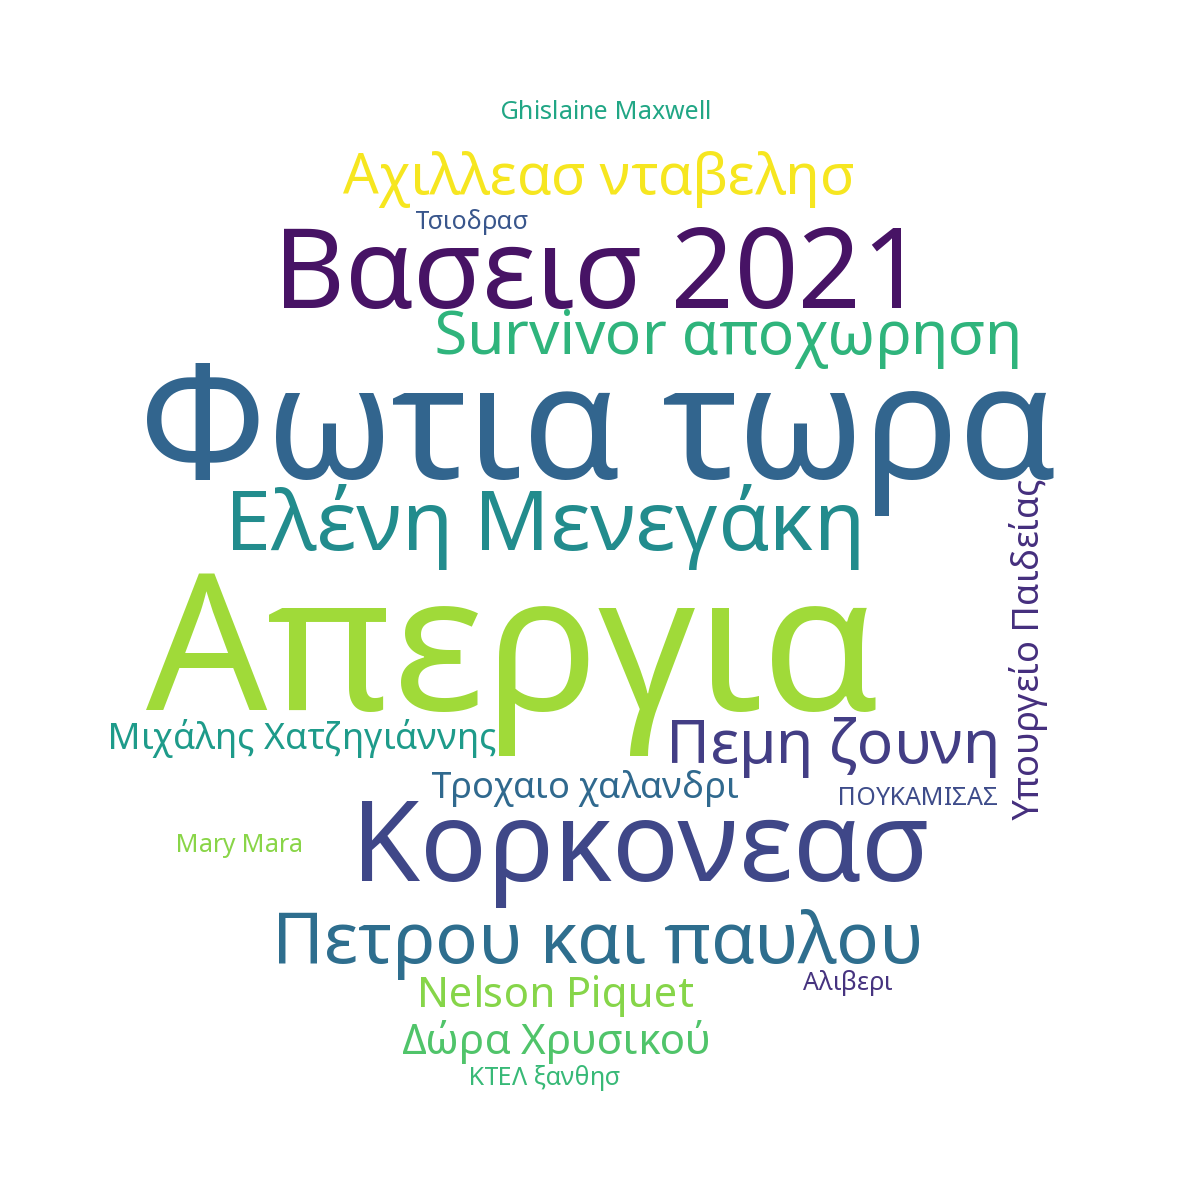 Ghislaine Maxwell
Αχιλλεασ νταβελησ
Τσιοδρασ
Βασεισ 2021
Survivor αποχωρηση
Φωτια τωρα
Ελένη Μενεγάκη
Υπουργείο Παιδείας
Απεργια
Μιχάλης Χατζηγιάννης
Πεμη ζουνη
Τροχαιο χαλανδρι
ΠΟΥΚΑΜΙΣΑΣ
Κορκονεασ
Mary Mara
Πετρου και παυλου
Nelson Piquet
Αλιβερι
Δώρα Χρυσικού
ΚΤΕΛ ξανθησ